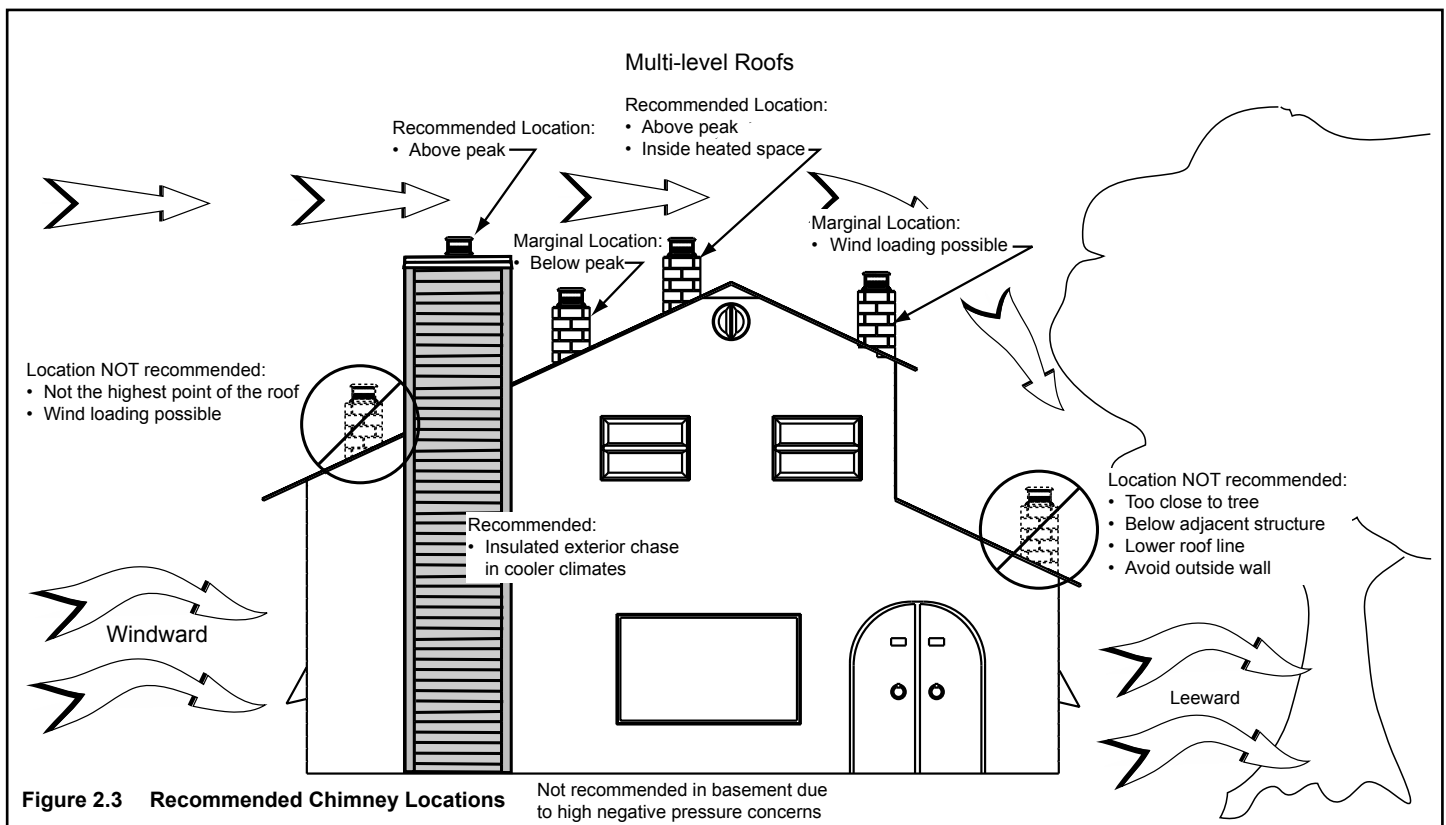 Multi-level Roofs
Recommended Location:
• Above peak
• Inside heated space
Recommended Location:
• Above peak
Marginal Location:
• Wind loading possible
Marginal Location:
• Below peak
Location NOT recommended:
• Not the highest point of the roof
• Wind loading possible
Location NOT recommended:
• Too close to tree
• Below adjacent structure
• Lower roof line
• Avoid outside wall
Recommended:
• Insulated exterior chase
in cooler climates
Windward
Leeward
Figure 2.3 Recommended Chimney Locations
Not recommended in basement due
to high negative pressure concerns